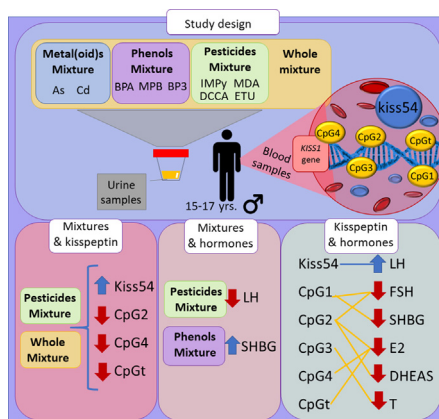 Study design
Metal(oid)s
Mixture
As Cd
Phenols
Mixture
BPA MPB BP3
Pesticides
Mixture
IMPy MDA
DCCA ETU
Whole
mixture
Urine
samples
15-17 yrs.
Blood
samples
KISS1
gene
kiss54
CpG4
CpG2
CpGt
CpG3
CpG1
Mixtures
& kisspeptin
Pesticides
Mixture
Whole
Mixture
Kiss54
CpG2
CpG4
CpGt
Mixtures
& hormones
Pesticides
Mixture
LH
Phenols
Mixture
SHBG
Kisspeptin
& hormones
Kiss54 LH
CpG1 FSH
CpG2 SHBG
CpG3 E2
CpG4 DHEAS
CpGt T